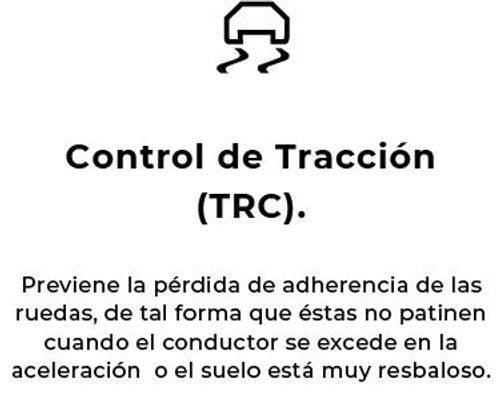 Control de Tracción
(TRC).
Previene la pérdida de adherencia de las
ruedas, de tal forma que éstas no patinen
cuando el conductor se excede en la
aceleración  o el suelo está muy resbaloso.